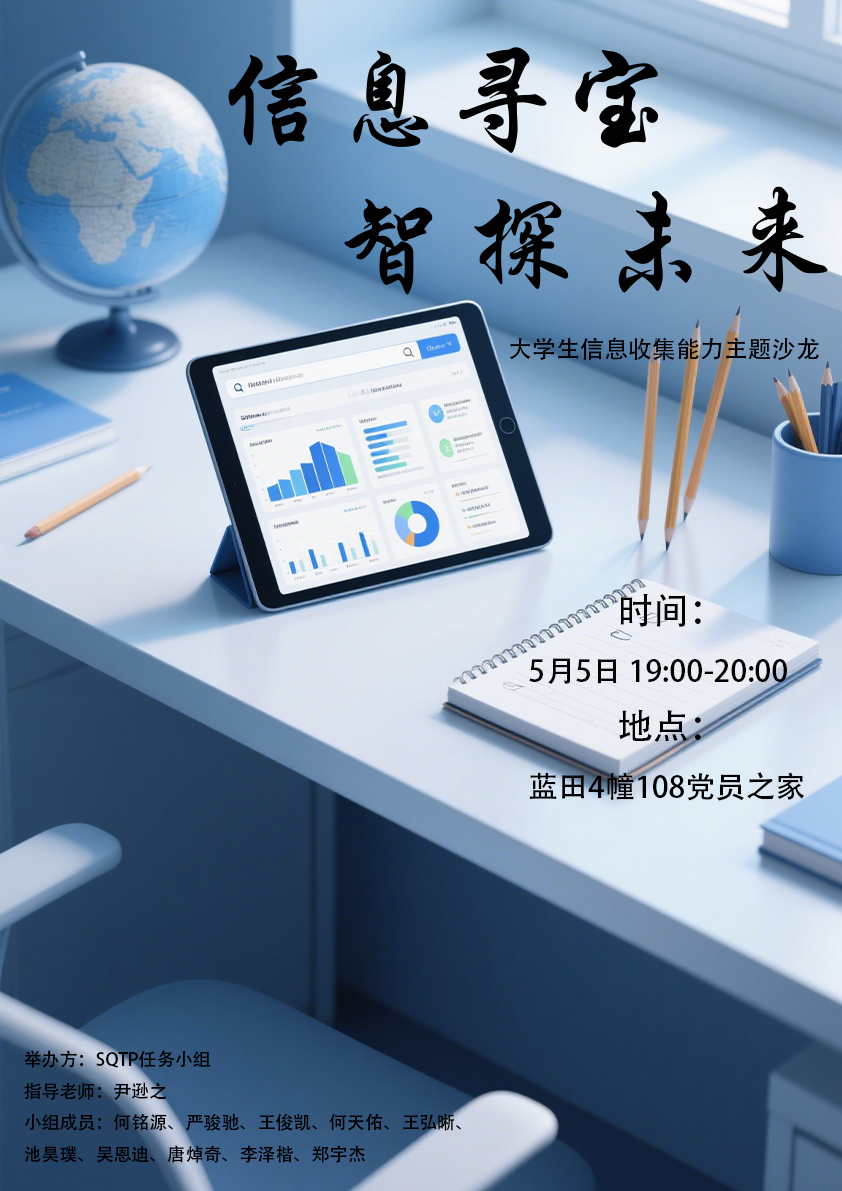 信息寻宝
智探未来
大学生信息收集能力主题沙龙
时间：
5月5日 19:00-20:00
地点：
蓝田4幢108党员之家
举办方：SQTP任务小组
指导老师：尹逊之
小组成员：何铭源、严骏驰、王俊凯、何天佑、王弘晰、
池昊璞、吴恩迪、唐焯奇、李泽楷、郑宇杰